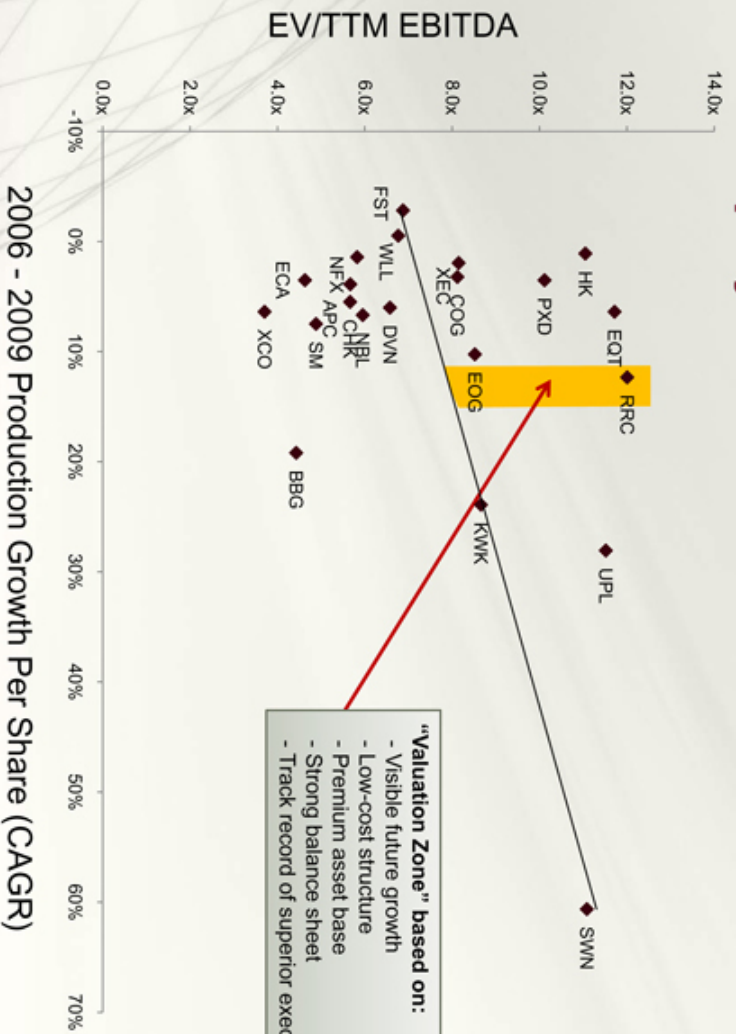 EV/TTM EBITDA
14.0x
12.0x
10.0x
8.0x
6.0x
4.0x
2.0x
0.0x
-10%
0%
10%
20%
30%
40%
50%
60%
70%
2006 - 2009 Production Growth Per Share (CAGR)
HK
EQT
RRC
UPL
SWN
PXD
COG
XEC
EOG
KWK
FST
WLL
DVN
NFX
NBL
CHK
APC
ECA
SM
XCO
BBG
“Valuation Zone” based on:
- Visible future growth
- Low-cost structure
- Premium asset base
- Strong balance sheet
- Track record of superior exec